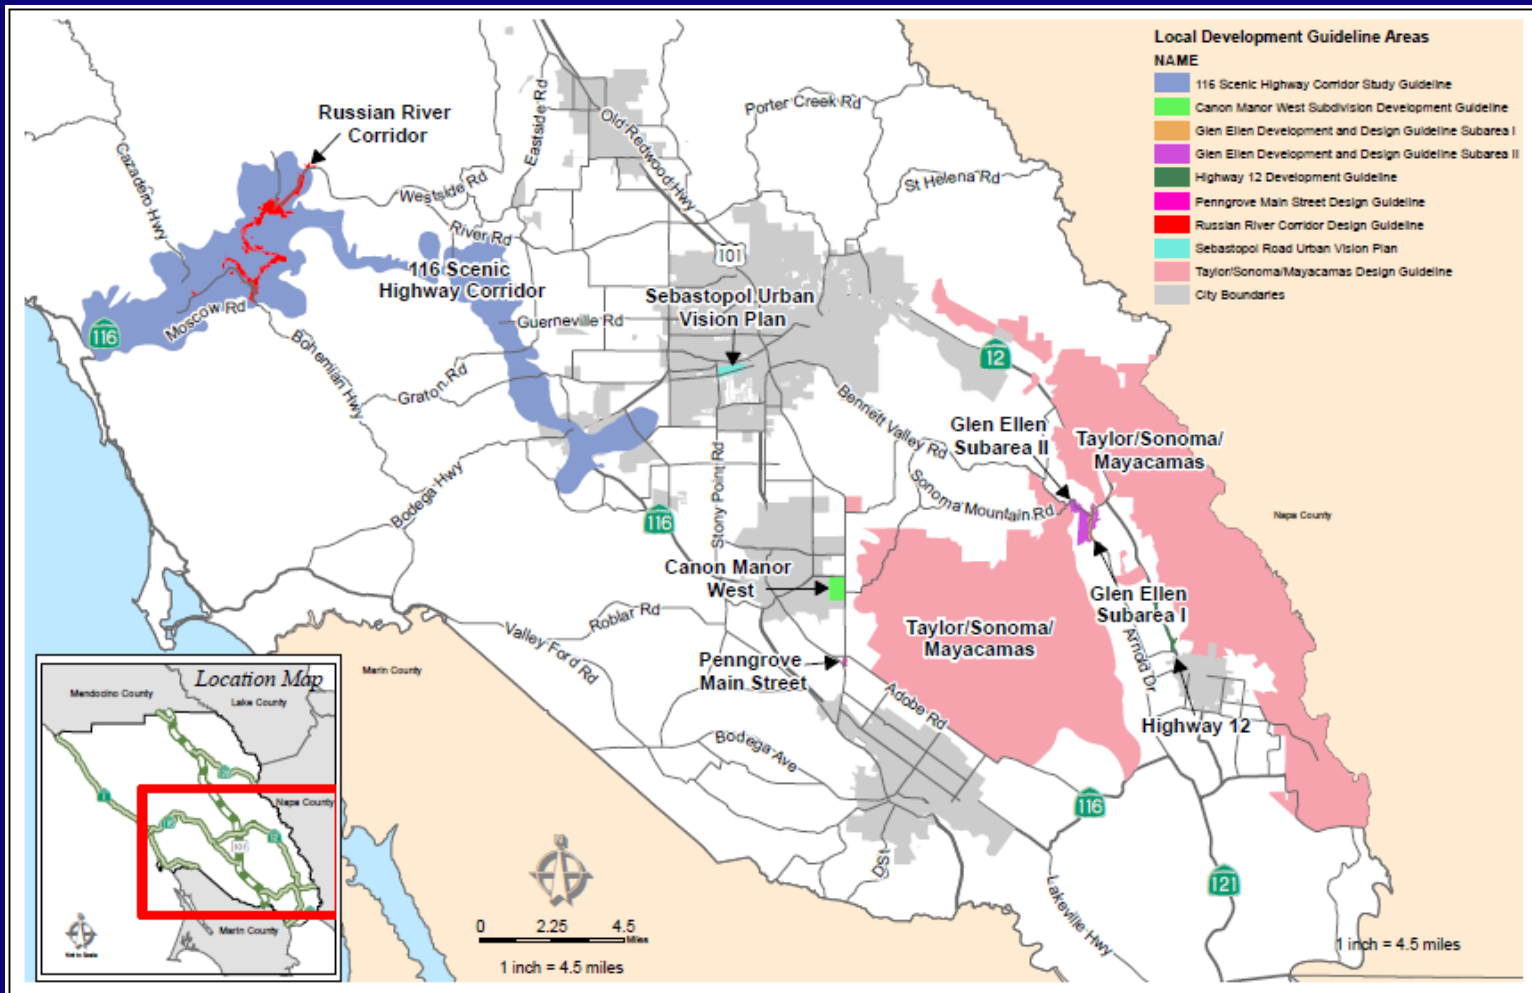 Local Development Guideline Areas
NAME
116 Scenic Highway Corridor Study Guideline
Canon Manor West Subdivision Development Guideline
Glen Ellen Development and Design Guideline Subarea I
Glen Ellen Development and Design Guideline Subarea II
Highway 12 Development Guideline
Penngrove Main Street Design Guideline
Russian River Corridor Design Guideline
Sebastopol Road Urban Vision Plan
Taylor/Sonoma/Mayacamas Design Guideline
City Boundaries
Russian River
Corridor
Cazadero Hwy
Eastside Rd
Old Redwood Hwy
Porter Creek Rd
Westside Rd
St Helena Rd
River Rd
101
116 Scenic
Highway Corridor
Sebastopol Urban
Vision Plan
Moscow Rd
116
Guerneville Rd
Bohemian Hwy
12
Graton Rd
Bennett Valley Rd
Glen Ellen
Subarea II
Taylor/Sonoma/
Mayacamas
Stony Point Rd
Bodega Hwy
Sonoma Mountain Rd
116
Napa County
Canon Manor
West
Glen Ellen
Subarea I
Roblar Rd
Valley Ford Rd
Taylor/Sonoma/
Mayacamas
Arnold Dr
Marin County
Penngrove
Main Street
Adobe Rd
Highway 12
Bodega Ave
116
D St
Lakeville Hwy
121
Location Map
Mendocino County
Lake County
Napa County
1
116
12
101
Marin County
Not to Scale
N
0 2.25 4.5
Miles
1 inch = 4.5 miles
1 inch = 4.5 miles